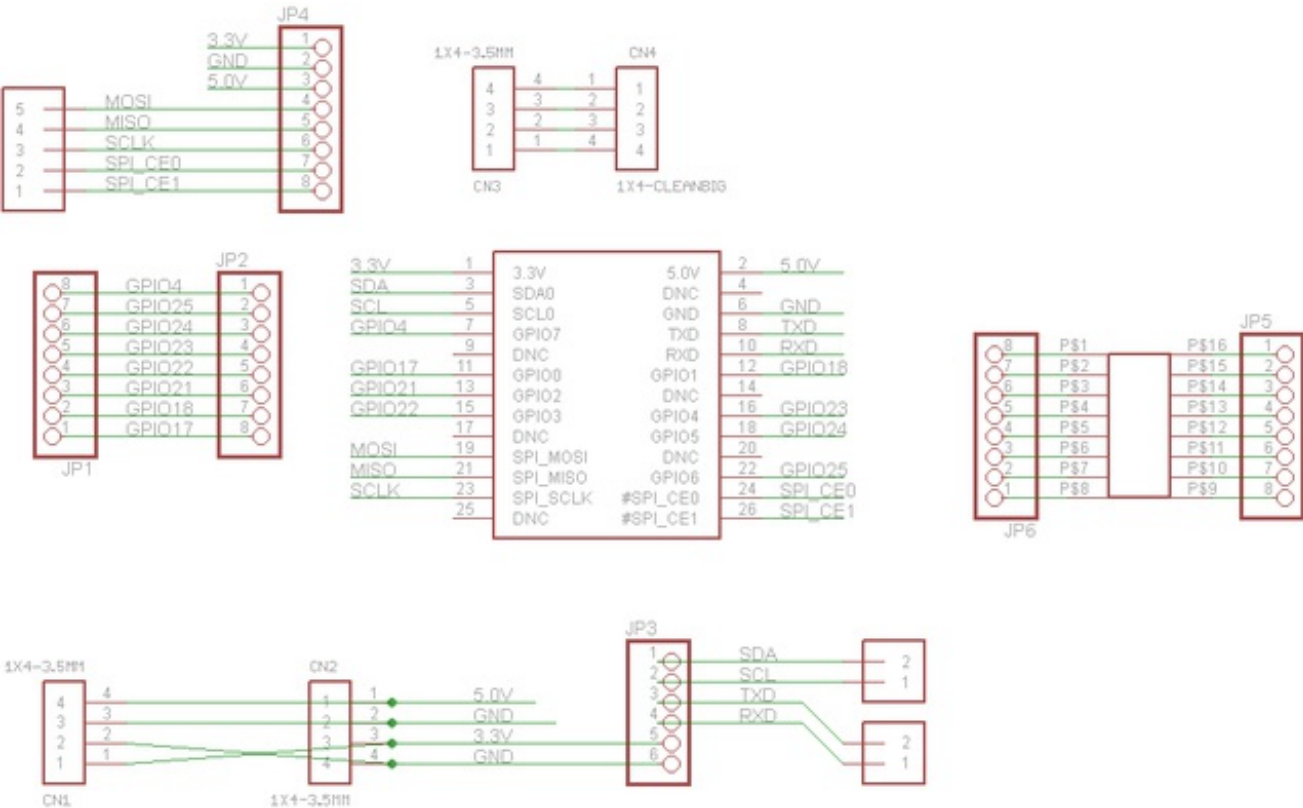 JP4
3.3V 1
GND 2
5.0V 3
5 MOSI 4
4 MISO 5
3 SCLK 6
2 SPI_CE0 7
1 SPI_CE1 8
1X4-3.5MM CN4
4 4 1 1
3 3 2 2
2 2 3 3
1 1 4 4
CN3 1X4-CLEANBIG
JP2
8 GPIO4 1
7 GPIO25 2
6 GPIO24 3
5 GPIO23 4
4 GPIO22 5
3 GPIO21 6
2 GPIO18 7
1 GPIO17 8
JP1
3.3V 1 3.3V 5.0V 2 5.0V
SDA 3 SDA0 DNC 4
SCL 5 SCL0 GND 6 GND
GPIO4 7 GPIO7 TXD 8 TXD
9 DNC RXD 10 RXD
GPIO17 11 GPIO0 GPIO1 12 GPIO18
GPIO21 13 GPIO2 DNC 14
GPIO22 15 GPIO3 GPIO4 16 GPIO23
17 DNC GPIO5 18 GPIO24
MOSI 19 SPI_MOSI DNC 20
MISO 21 SPI_MISO GPIO6 22 GPIO25
SCLK 23 SPI_SCLK #SPI_CE0 24 SPI_CE0
25 DNC #SPI_CE1 26 SPI_CE1
JP5
8 P$1 P$16 1
7 P$2 P$15 2
6 P$3 P$14 3
5 P$4 P$13 4
4 P$5 P$12 5
3 P$6 P$11 6
2 P$7 P$10 7
1 P$8 P$9 8
JP6
1X4-3.5MM CN2
4 4 1 1 5.0V
3 3 2 2 GND
2 2 3 3 3.3V
1 1 4 4 GND
CN1 1X4-3.5MM
JP3
1 SDA 2
2 SCL 1
3 TXD
4 RXD
5 2
6 1